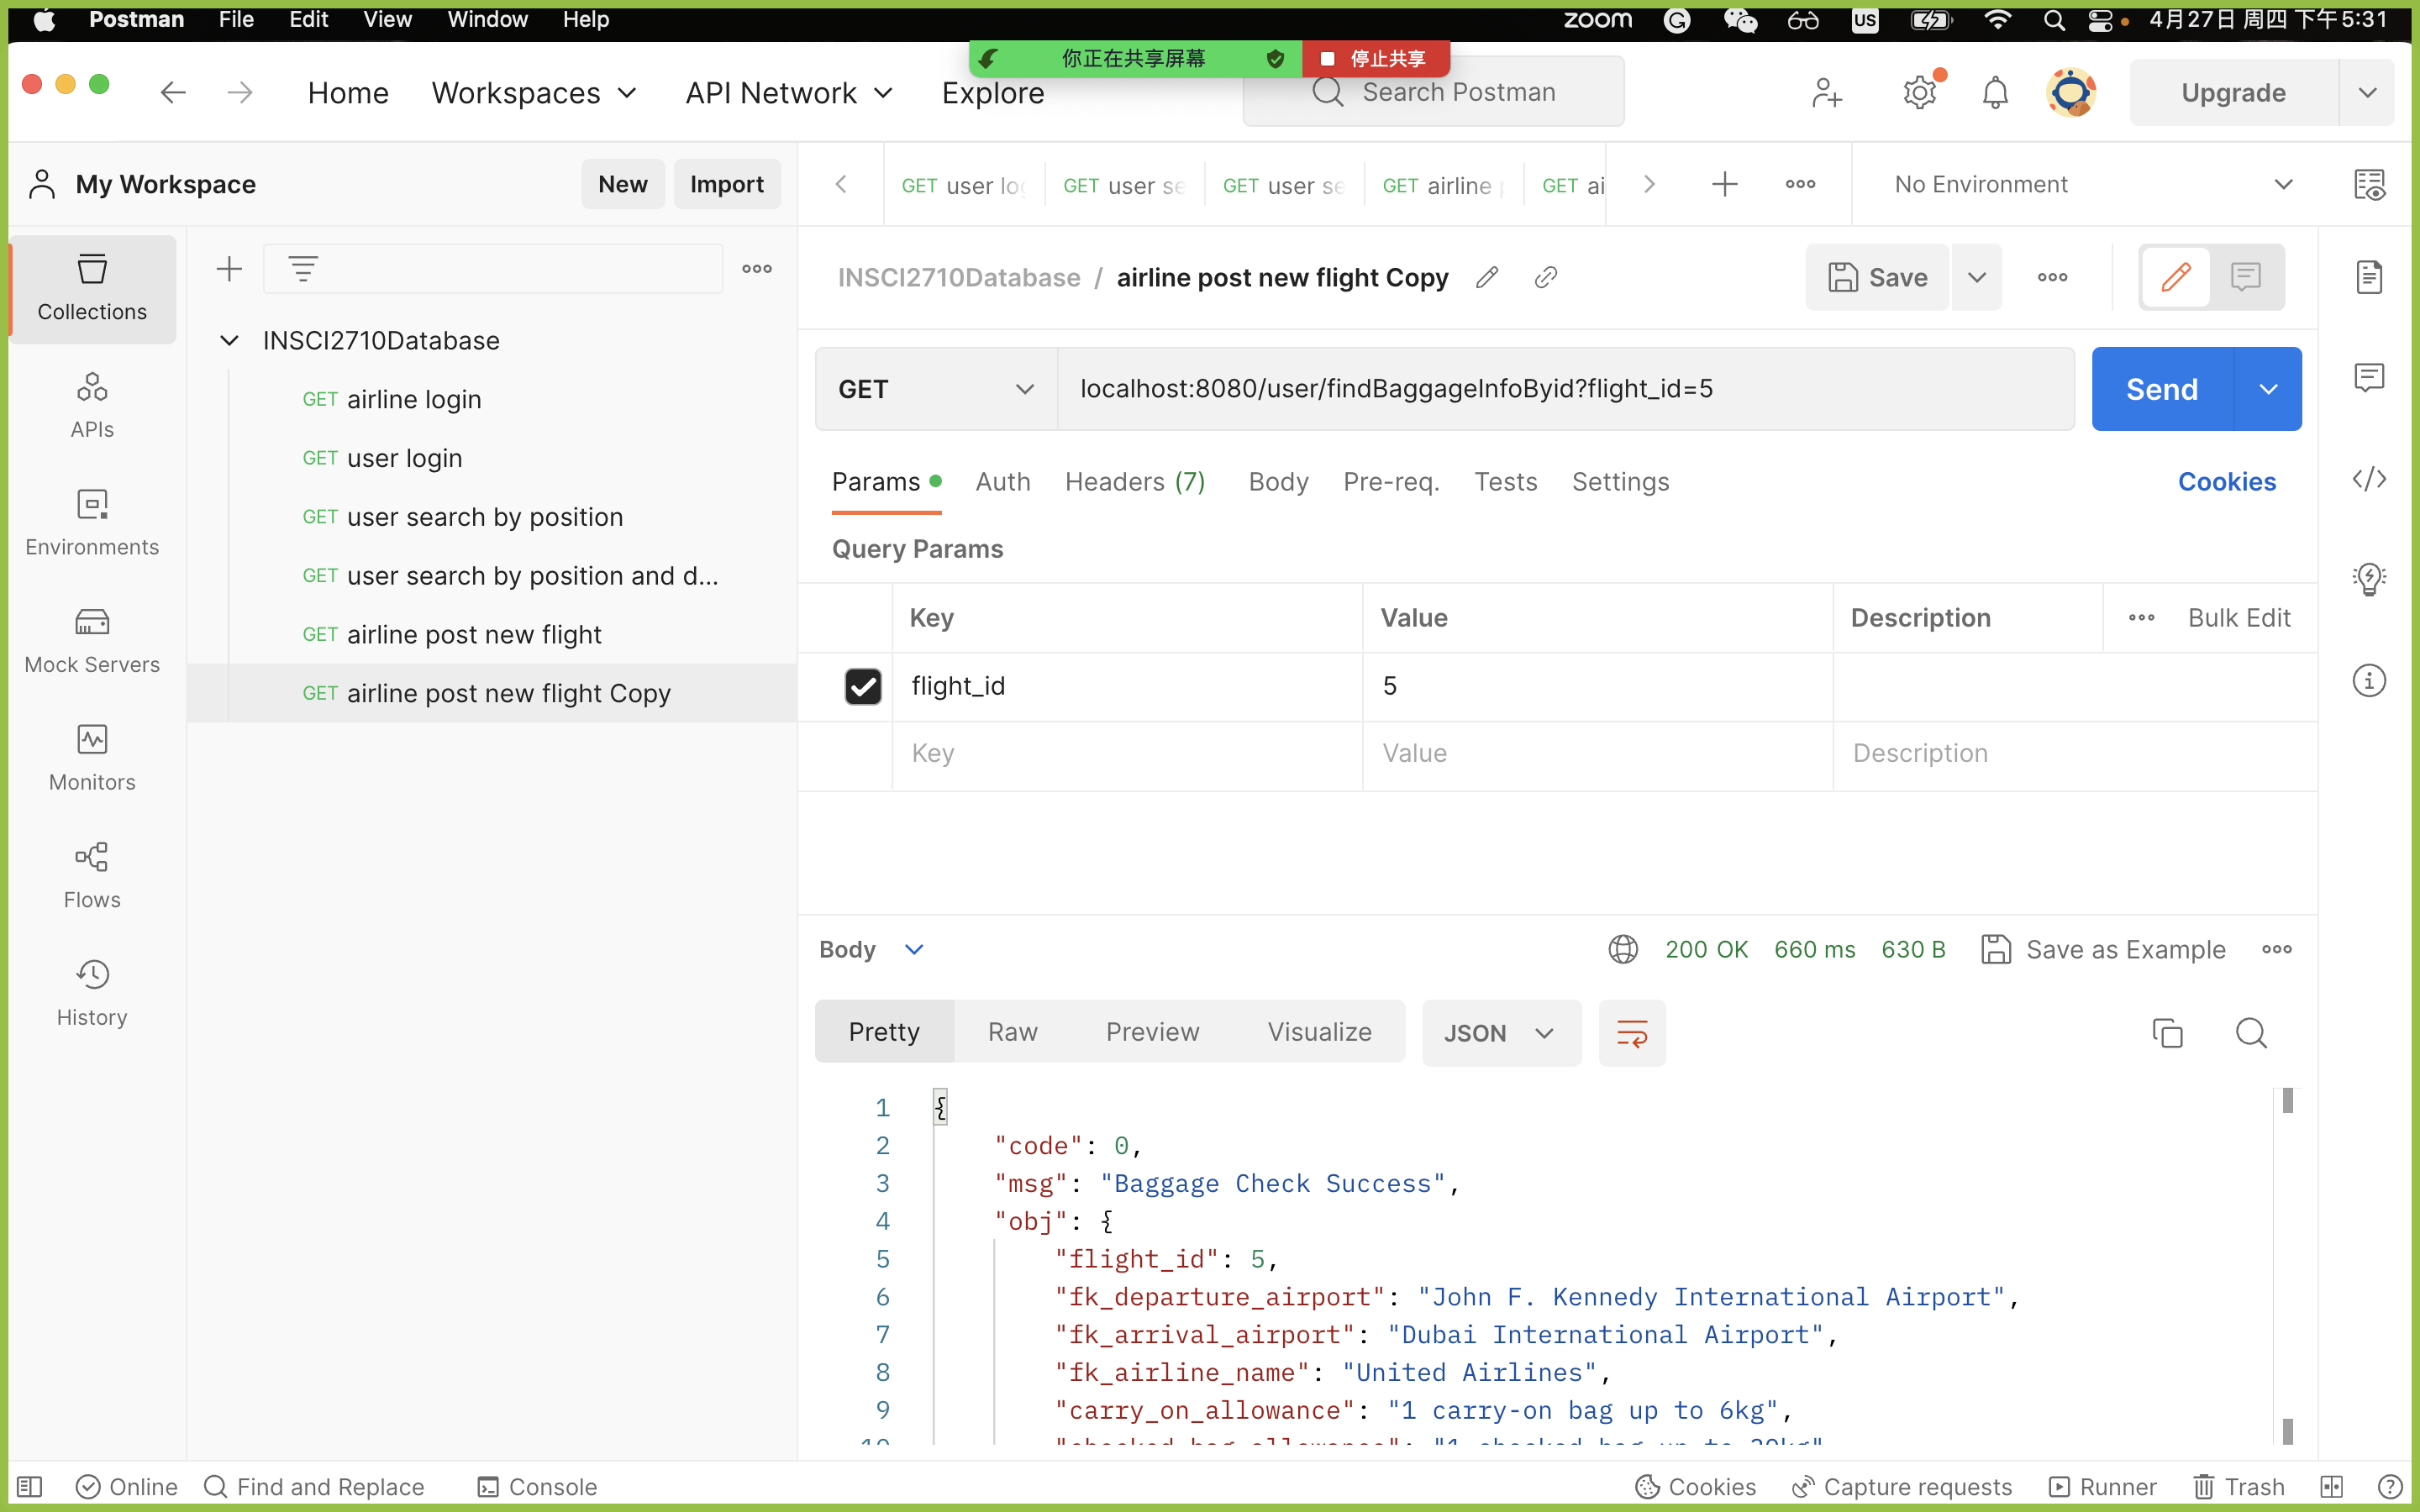 Postman File Edit View Window Help
zoom US 4月27日 周四 下午5:31
你正在共享屏幕 停止共享
Home Workspaces API Network Explore Search Postman Upgrade
My Workspace New Import
GET user lo GET user se GET user se GET airline GET ai No Environment
Collections
APIs
Environments
Mock Servers
Monitors
Flows
History
INSCI2710Database
GET airline login
GET user login
GET user search by position
GET user search by position and d...
GET airline post new flight
GET airline post new flight Copy
INSCI2710Database / airline post new flight Copy Save
GET localhost:8080/user/findBaggageInfoByid?flight_id=5 Send
Params Auth Headers (7) Body Pre-req. Tests Settings Cookies
Query Params
Key Value Description Bulk Edit
flight_id 5
Key Value Description
Body 200 OK 660 ms 630 B Save as Example
Pretty Raw Preview Visualize JSON
1 {
2 "code": 0,
3 "msg": "Baggage Check Success",
4 "obj": {
5 "flight_id": 5,
6 "fk_departure_airport": "John F. Kennedy International Airport",
7 "fk_arrival_airport": "Dubai International Airport",
8 "fk_airline_name": "United Airlines",
9 "carry_on_allowance": "1 carry-on bag up to 6kg",
Online Find and Replace Console Cookies Capture requests Runner Trash